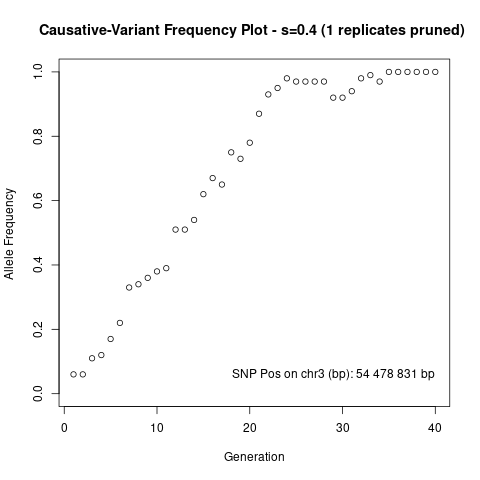 Causative-Variant Frequency Plot - s=0.4 (1 replicates pruned)
1.0
0.8
0.6
0.4
0.2
0.0
Allele Frequency
SNP Pos on chr3 (bp): 54 478 831 bp
0 10 20 30 40
Generation